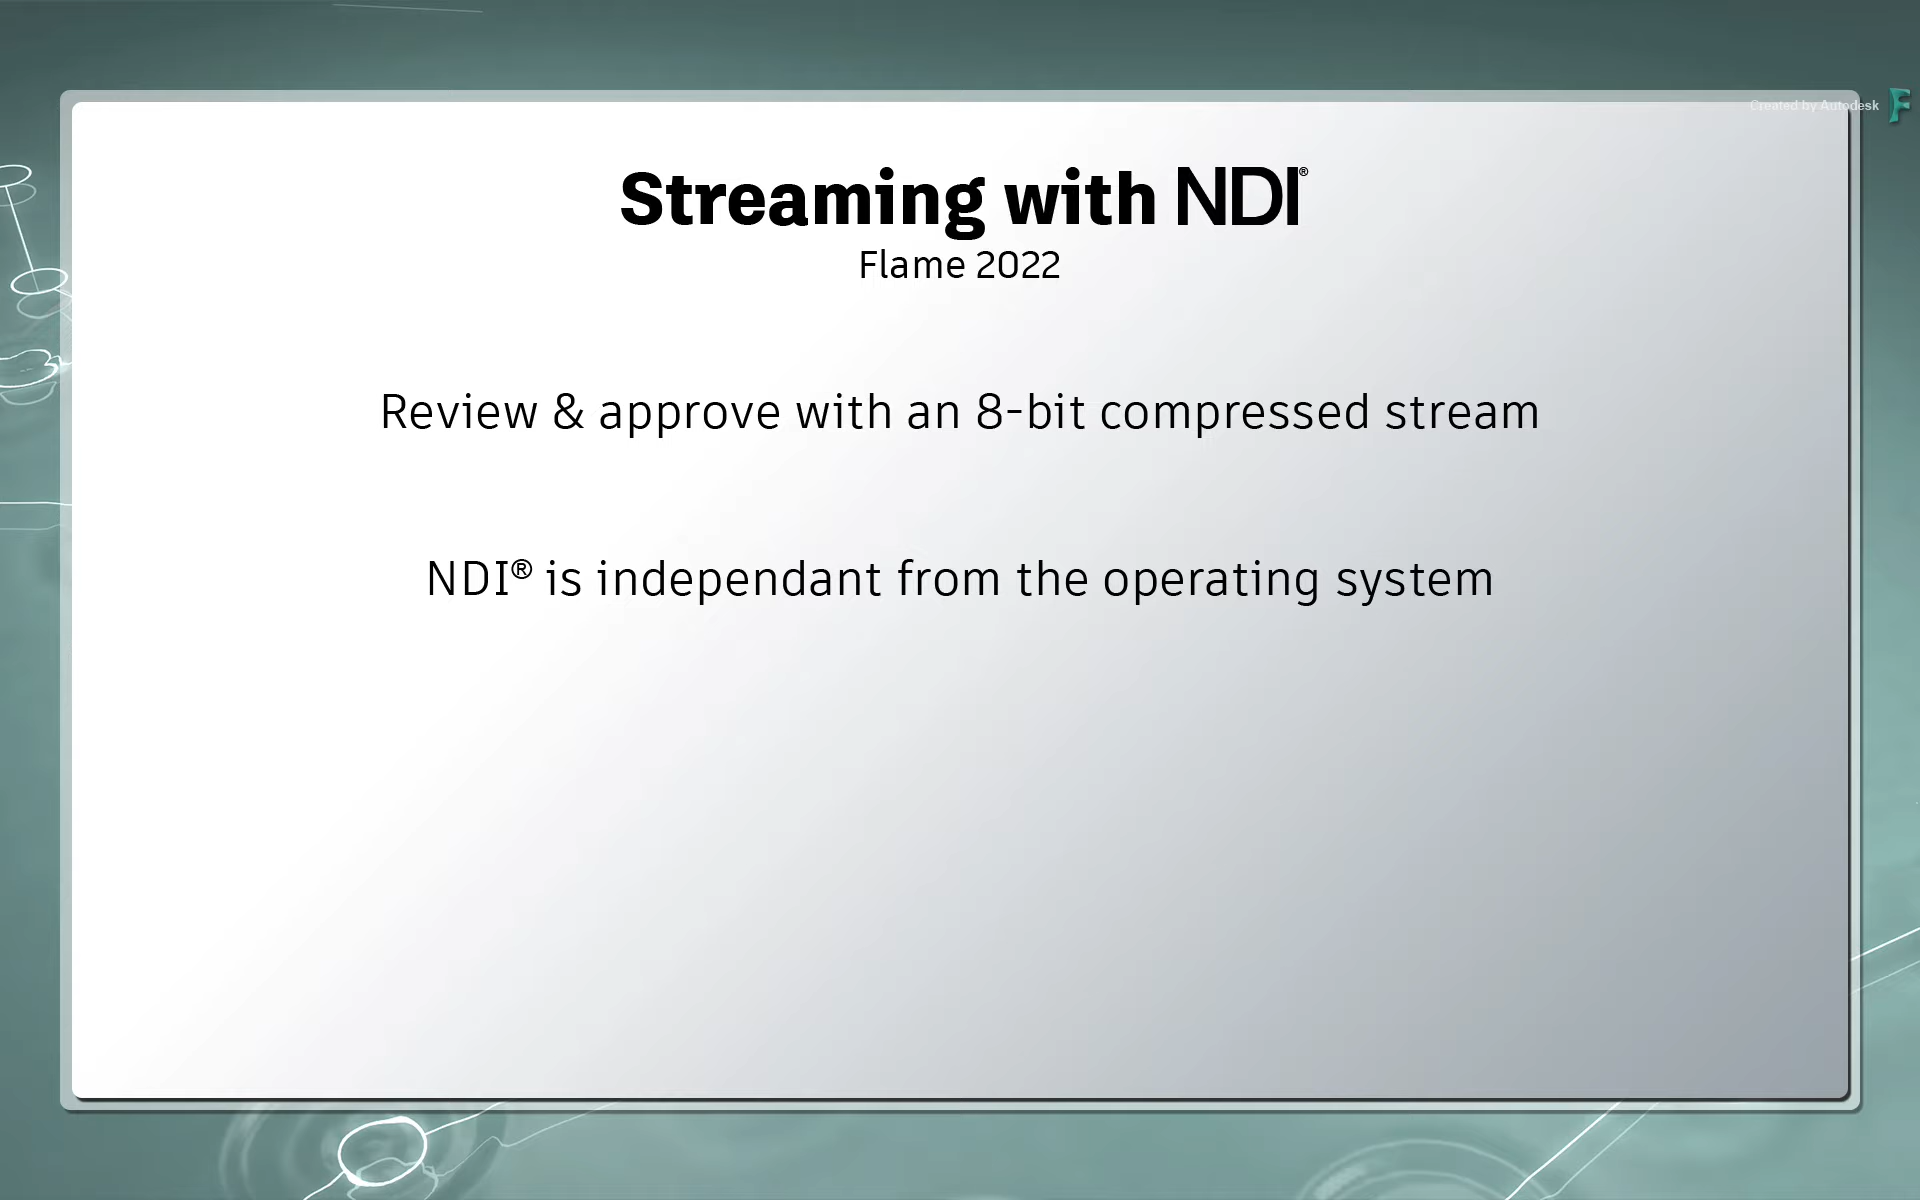 Created by Autodesk
Streaming with NDI®
Flame 2022
Review & approve with an 8-bit compressed stream
NDI® is independant from the operating system